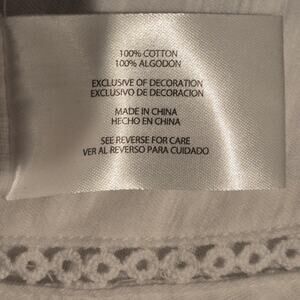 100% COTTON
100% ALGODON
EXCLUSIVE OF DECORATION
EXCLUSIVO DE DECORACION
MADE IN CHINA
HECHO EN CHINA
SEE REVERSE FOR CARE
VER AL REVERSO PARA CUIDADO